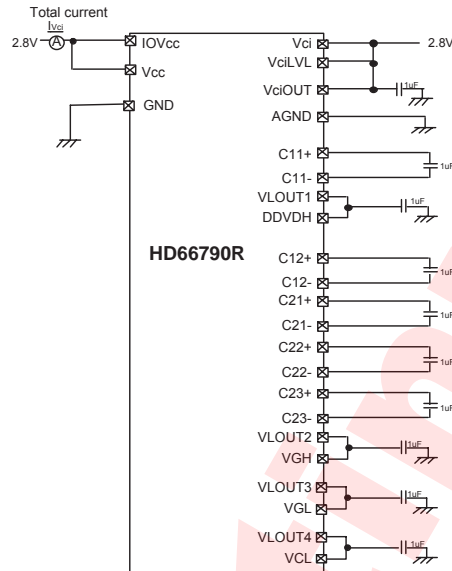 Total current
IVci
2.8V A IOVcc
Vcc
GND
HD66790R
Vci 2.8V
VciLVL
VciOUT 1uF
AGND
C11+
1uF
C11-
VLOUT1
1uF
DDVDH
C12+
1uF
C12-
C21+
1uF
C21-
C22+
1uF
C22-
C23+
1uF
C23-
VLOUT2
1uF
VGH
VLOUT3
1uF
VGL
VLOUT4
1uF
VCL